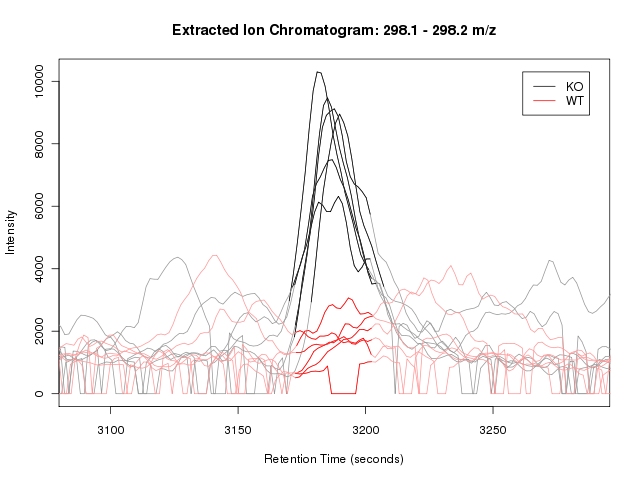 Extracted Ion Chromatogram: 298.1 - 298.2 m/z
KO
WT
Intensity
10000
8000
6000
4000
2000
0
3100
3150
3200
3250
Retention Time (seconds)